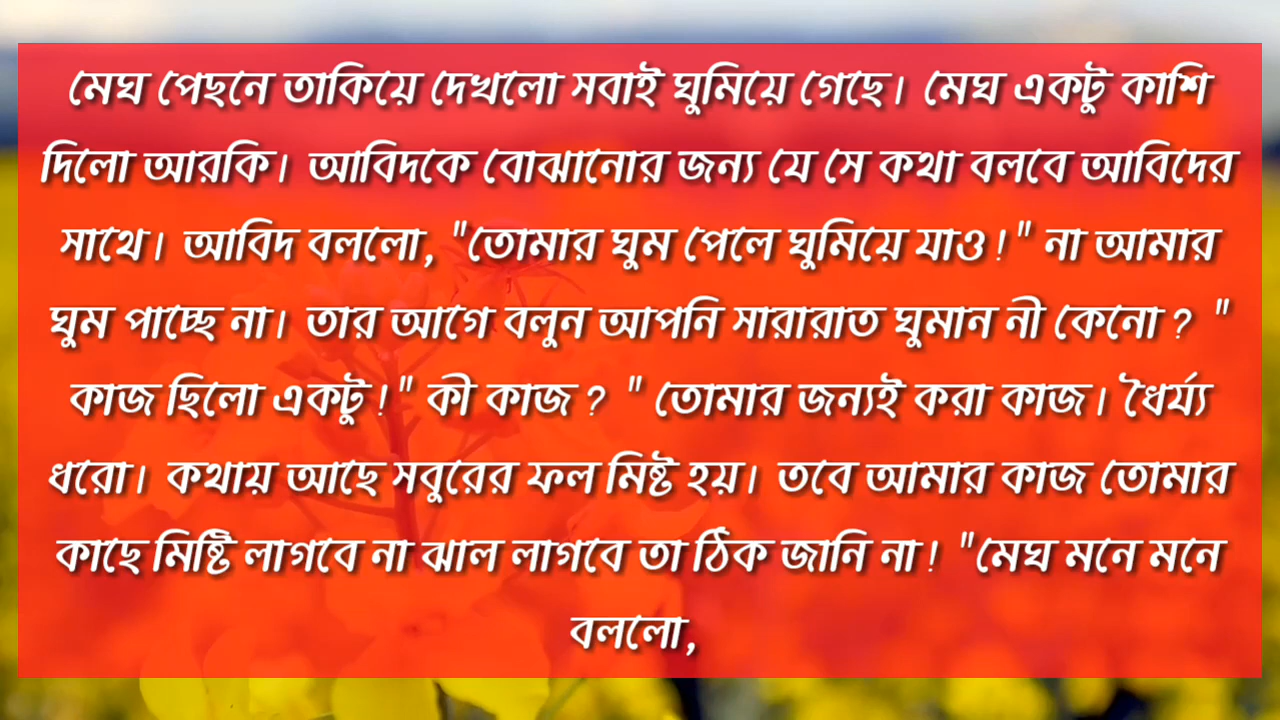 মেঘ পেছনে তাকিয়ে দেখলো সবাই ঘুমিয়ে গেছে। মেঘ একটু কাশি
দিলো আরকি। আবিদকে বোঝানোর জন্য যে সে কথা বলবে আবিদের
সাথে। আবিদ বললো, "তোমার ঘুম পেলে ঘুমিয়ে যাও!" না আমার
ঘুম পাচ্ছে না। তার আগে বলুন আপনি সারারাত ঘুমান নী কেনো? "
কাজ ছিলো একটু!" কী কাজ? " তোমার জন্যই করা কাজ। ধৈর্য্য
ধরো। কথায় আছে সবুরের ফল মিষ্ট হয়। তবে আমার কাজ তোমার
কাছে মিষ্টি লাগবে না ঝাল লাগবে তা ঠিক জানি না! "মেঘ মনে মনে
বললো,